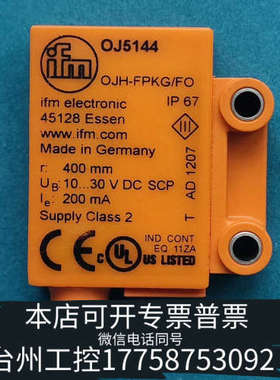 ifm
OJ5144
OJH-FPKG/FO
ifm electronic
IP 67
45128 Essen
www.ifm.com
Made in Germany
r: 400 mm
UB: 10...30 V DC SCP
Ie: 200 mA
Supply Class 2
T AD 1207
CE
c UL US LISTED
IND CONT
EQ 11ZA
本店可开专票普票
微信电话同号
台州工控17758753092